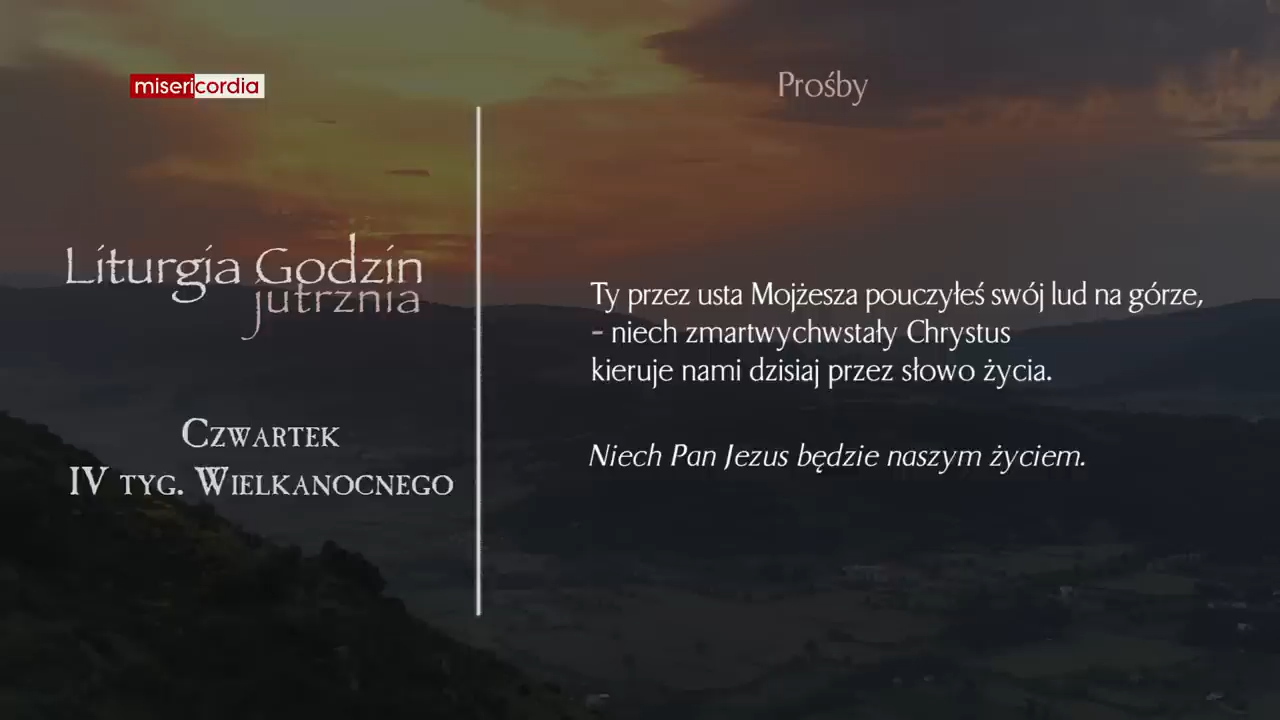 misericordia
Prośby
Liturgia Godzin
jutrznia
Czwartek
IV tyg. Wielkanocnego
Ty przez usta Mojżesza pouczyłeś swój lud na górze,
- niech zmartwychwstały Chrystus
kieruje nami dzisiaj przez słowo życia.
Niech Pan Jezus będzie naszym życiem.